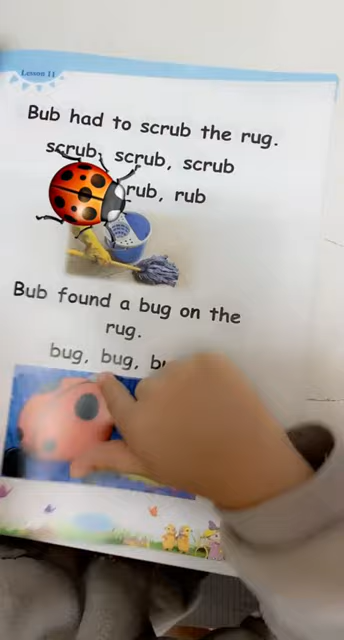 Lesson 11
Bub had to scrub the rug.
scrub, scrub, scrub
rub, rub
Bub found a bug on the
rug.
bug, bug,